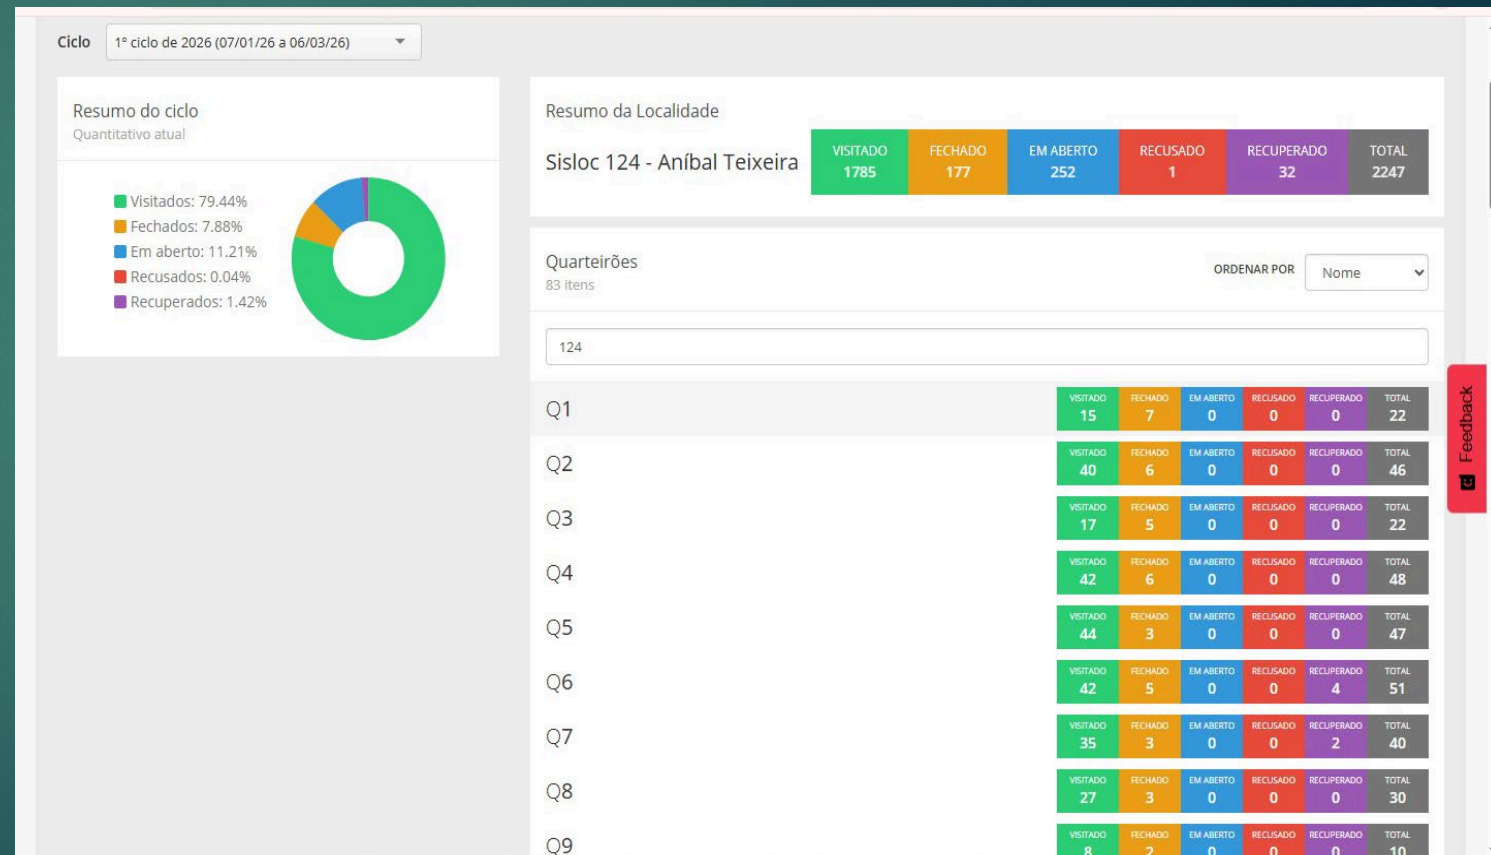 Ciclo 1º ciclo de 2026 (07/01/26 a 06/03/26)
Resumo do ciclo
Quantitativo atual
Visitados: 79.44%
Fechados: 7.88%
Em aberto: 11.21%
Recusados: 0.04%
Recuperados: 1.42%
Resumo da Localidade
Sisloc 124 - Aníbal Teixeira
VISITADO FECHADO EM ABERTO RECUSADO RECUPERADO TOTAL
1785 177 252 1 32 2247
Quarteirões
83 itens
ORDENAR POR Nome
124
Q1
VISITADO FECHADO EM ABERTO RECUSADO RECUPERADO TOTAL
15 7 0 0 0 22
Q2
VISITADO FECHADO EM ABERTO RECUSADO RECUPERADO TOTAL
40 6 0 0 0 46
Q3
VISITADO FECHADO EM ABERTO RECUSADO RECUPERADO TOTAL
17 5 0 0 0 22
Q4
VISITADO FECHADO EM ABERTO RECUSADO RECUPERADO TOTAL
42 6 0 0 0 48
Q5
VISITADO FECHADO EM ABERTO RECUSADO RECUPERADO TOTAL
44 3 0 0 0 47
Q6
VISITADO FECHADO EM ABERTO RECUSADO RECUPERADO TOTAL
42 5 0 0 4 51
Q7
VISITADO FECHADO EM ABERTO RECUSADO RECUPERADO TOTAL
35 3 0 0 2 40
Q8
VISITADO FECHADO EM ABERTO RECUSADO RECUPERADO TOTAL
27 3 0 0 0 30
Q9
VISITADO FECHADO EM ABERTO RECUSADO RECUPERADO TOTAL
8 2 0 0 0 10
Feedback